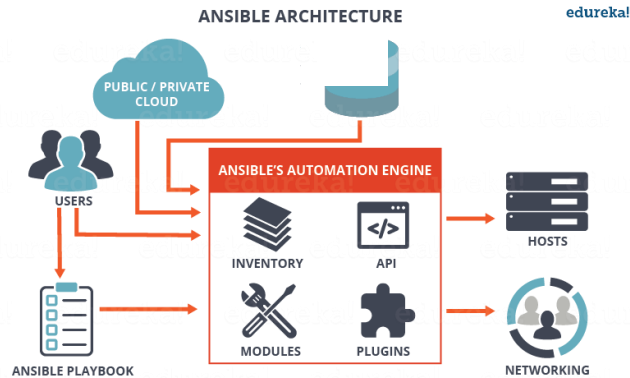 ANSIBLE ARCHITECTURE
edureka!
PUBLIC / PRIVATE
CLOUD
USERS
ANSIBLE'S AUTOMATION ENGINE
INVENTORY
API
HOSTS
MODULES
PLUGINS
ANSIBLE PLAYBOOK
NETWORKING